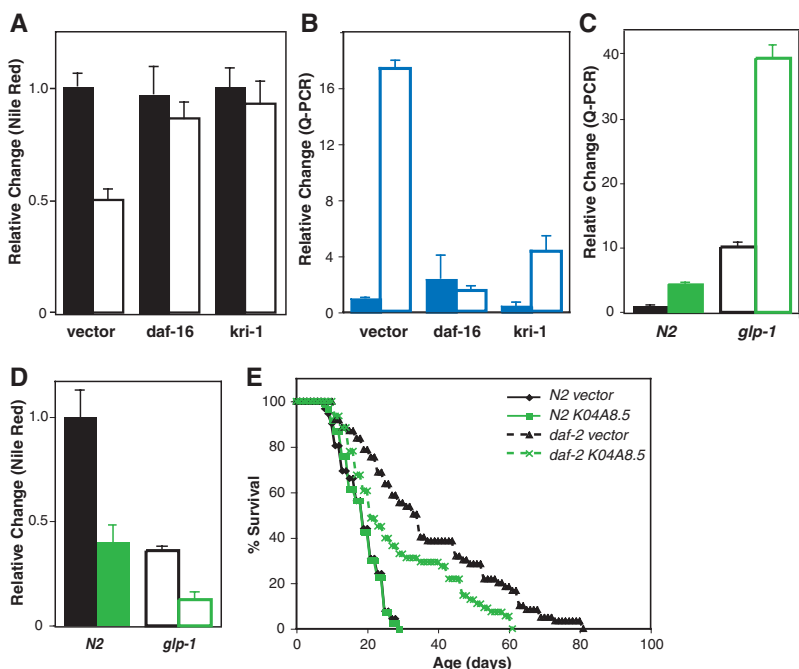 A
Relative Change (Nile Red)
1.0
0.5
0
vector
daf-16
kri-1
B
Relative Change (Q-PCR)
16
12
8
4
0
vector
daf-16
kri-1
C
Relative Change (Q-PCR)
40
30
20
10
0
N2
glp-1
D
Relative Change (Nile Red)
1.0
0.5
0
N2
glp-1
E
% Survival
100
80
60
40
20
0
0
20
40
60
80
100
Age (days)
N2 vector
N2 K04A8.5
daf-2 vector
daf-2 K04A8.5